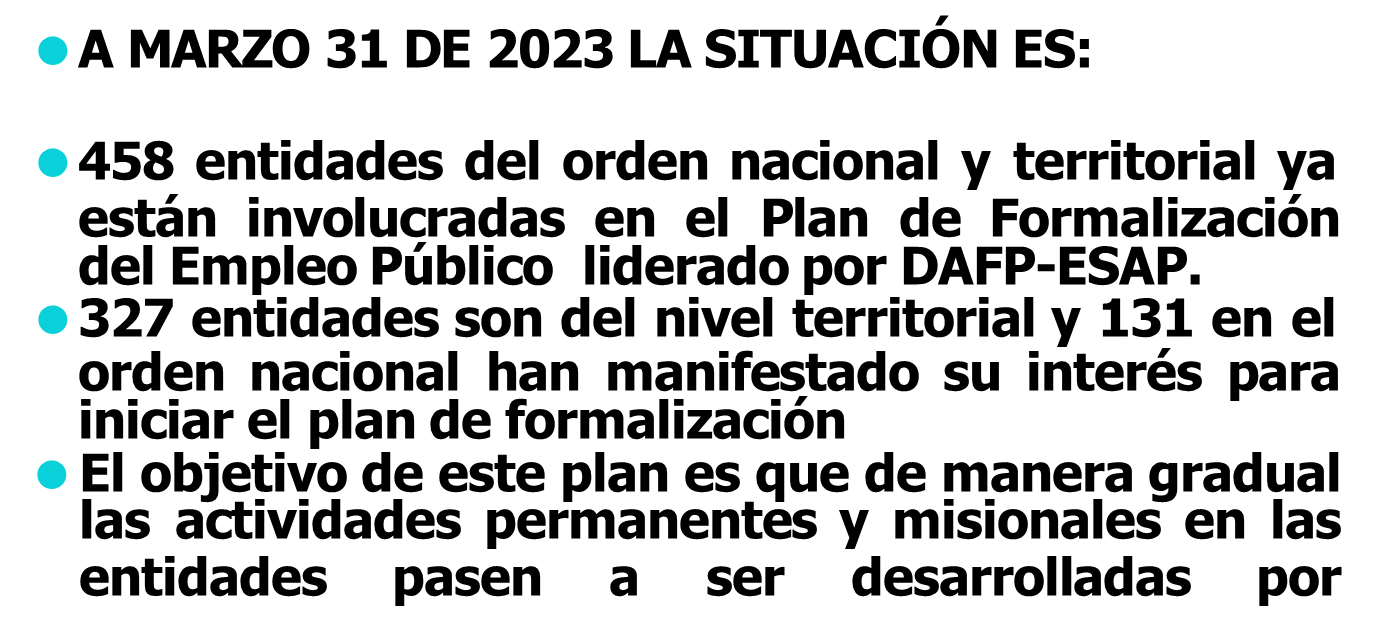 A MARZO 31 DE 2023 LA SITUACIÓN ES:
458 entidades del orden nacional y territorial ya
están involucradas en el Plan de Formalización
del Empleo Público liderado por DAFP-ESAP.
327 entidades son del nivel territorial y 131 en el
orden nacional han manifestado su interés para
iniciar el plan de formalización
El objetivo de este plan es que de manera gradual
las actividades permanentes y misionales en las
entidades pasen a ser desarrolladas por